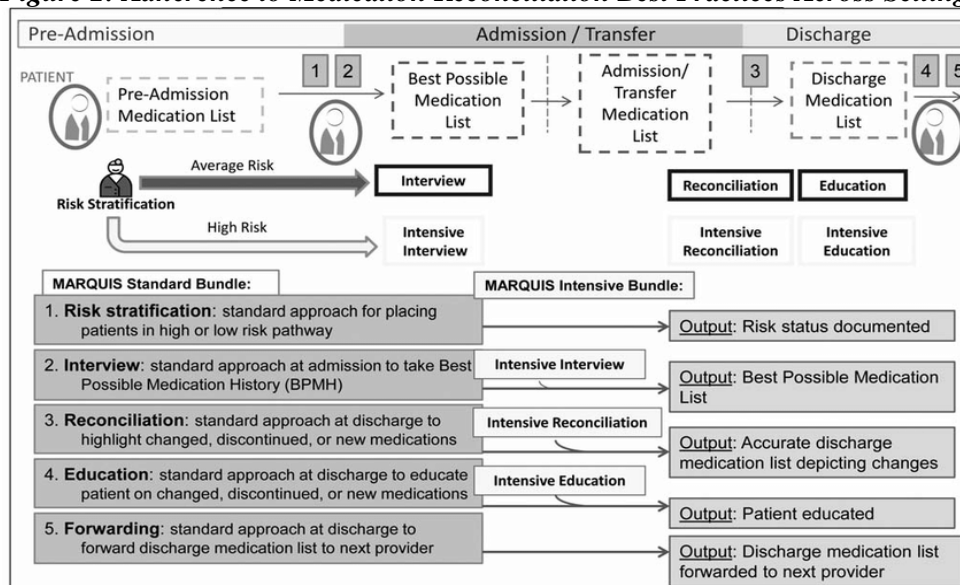 Pre-Admission
Admission / Transfer
Discharge
PATIENT
Pre-Admission
Medication List
1
2
Best Possible
Medication
List
Admission/
Transfer
Medication
List
3
Discharge
Medication
List
4
5
Average Risk
Interview
Reconciliation
Education
Risk Stratification
High Risk
Intensive
Interview
Intensive
Reconciliation
Intensive
Education
MARQUIS Standard Bundle:
MARQUIS Intensive Bundle:
1. Risk stratification: standard approach for placing
patients in high or low risk pathway
Output: Risk status documented
2. Interview: standard approach at admission to take Best
Possible Medication History (BPMH)
Intensive Interview
Output: Best Possible Medication
List
3. Reconciliation: standard approach at discharge to
highlight changed, discontinued, or new medications
Intensive Reconciliation
Output: Accurate discharge
medication list depicting changes
4. Education: standard approach at discharge to educate
patient on changed, discontinued, or new medications
Intensive Education
Output: Patient educated
5. Forwarding: standard approach at discharge to
forward discharge medication list to next provider
Output: Discharge medication list
forwarded to next provider